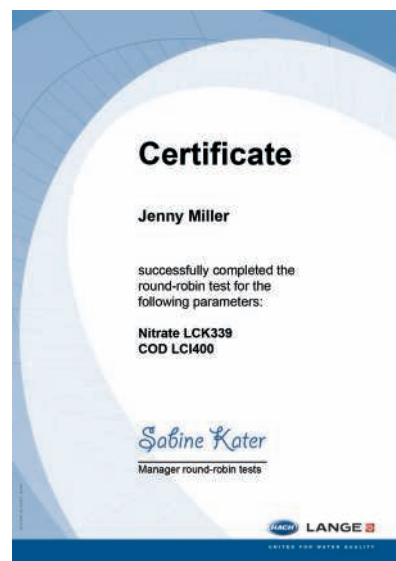 Certificate
Jenny Miller
successfully completed the
round-robin test for the
following parameters:
Nitrate LCK339
COD LCI400
Sabine Kater
Manager round-robin tests
HACH LANGE
UNITED FOR WATER QUALITY